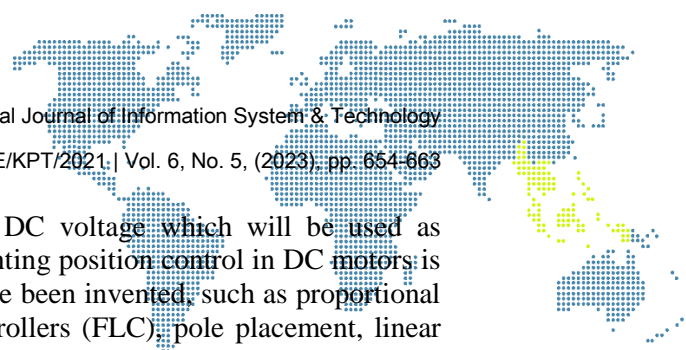 al Journal of Information System & Technology
E/KPT/2021 | Vol. 6, No. 5, (2023), pp. 654-663
DC voltage which will be used as
nting position control in DC motors is
e been invented, such as proportional
rollers (FLC), pole placement, linear